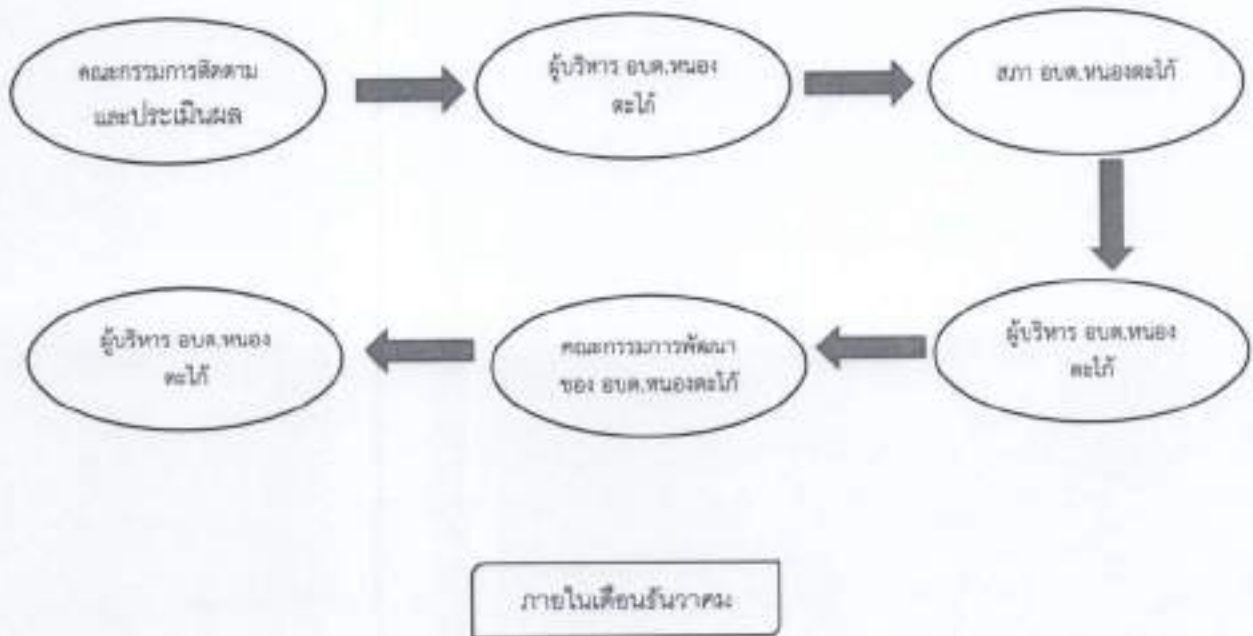 คณะกรรมการติดตาม
และประเมินผล
ผู้บริหาร อบต.หนอง
ตะไก้
สภา อบต.หนองตะไก้
ผู้บริหาร อบต.หนอง
ตะไก้
คณะกรรมการพัฒนา
ของ อบต.หนองตะไก้
ผู้บริหาร อบต.หนอง
ตะไก้
ภายในเดือนธันวาคม